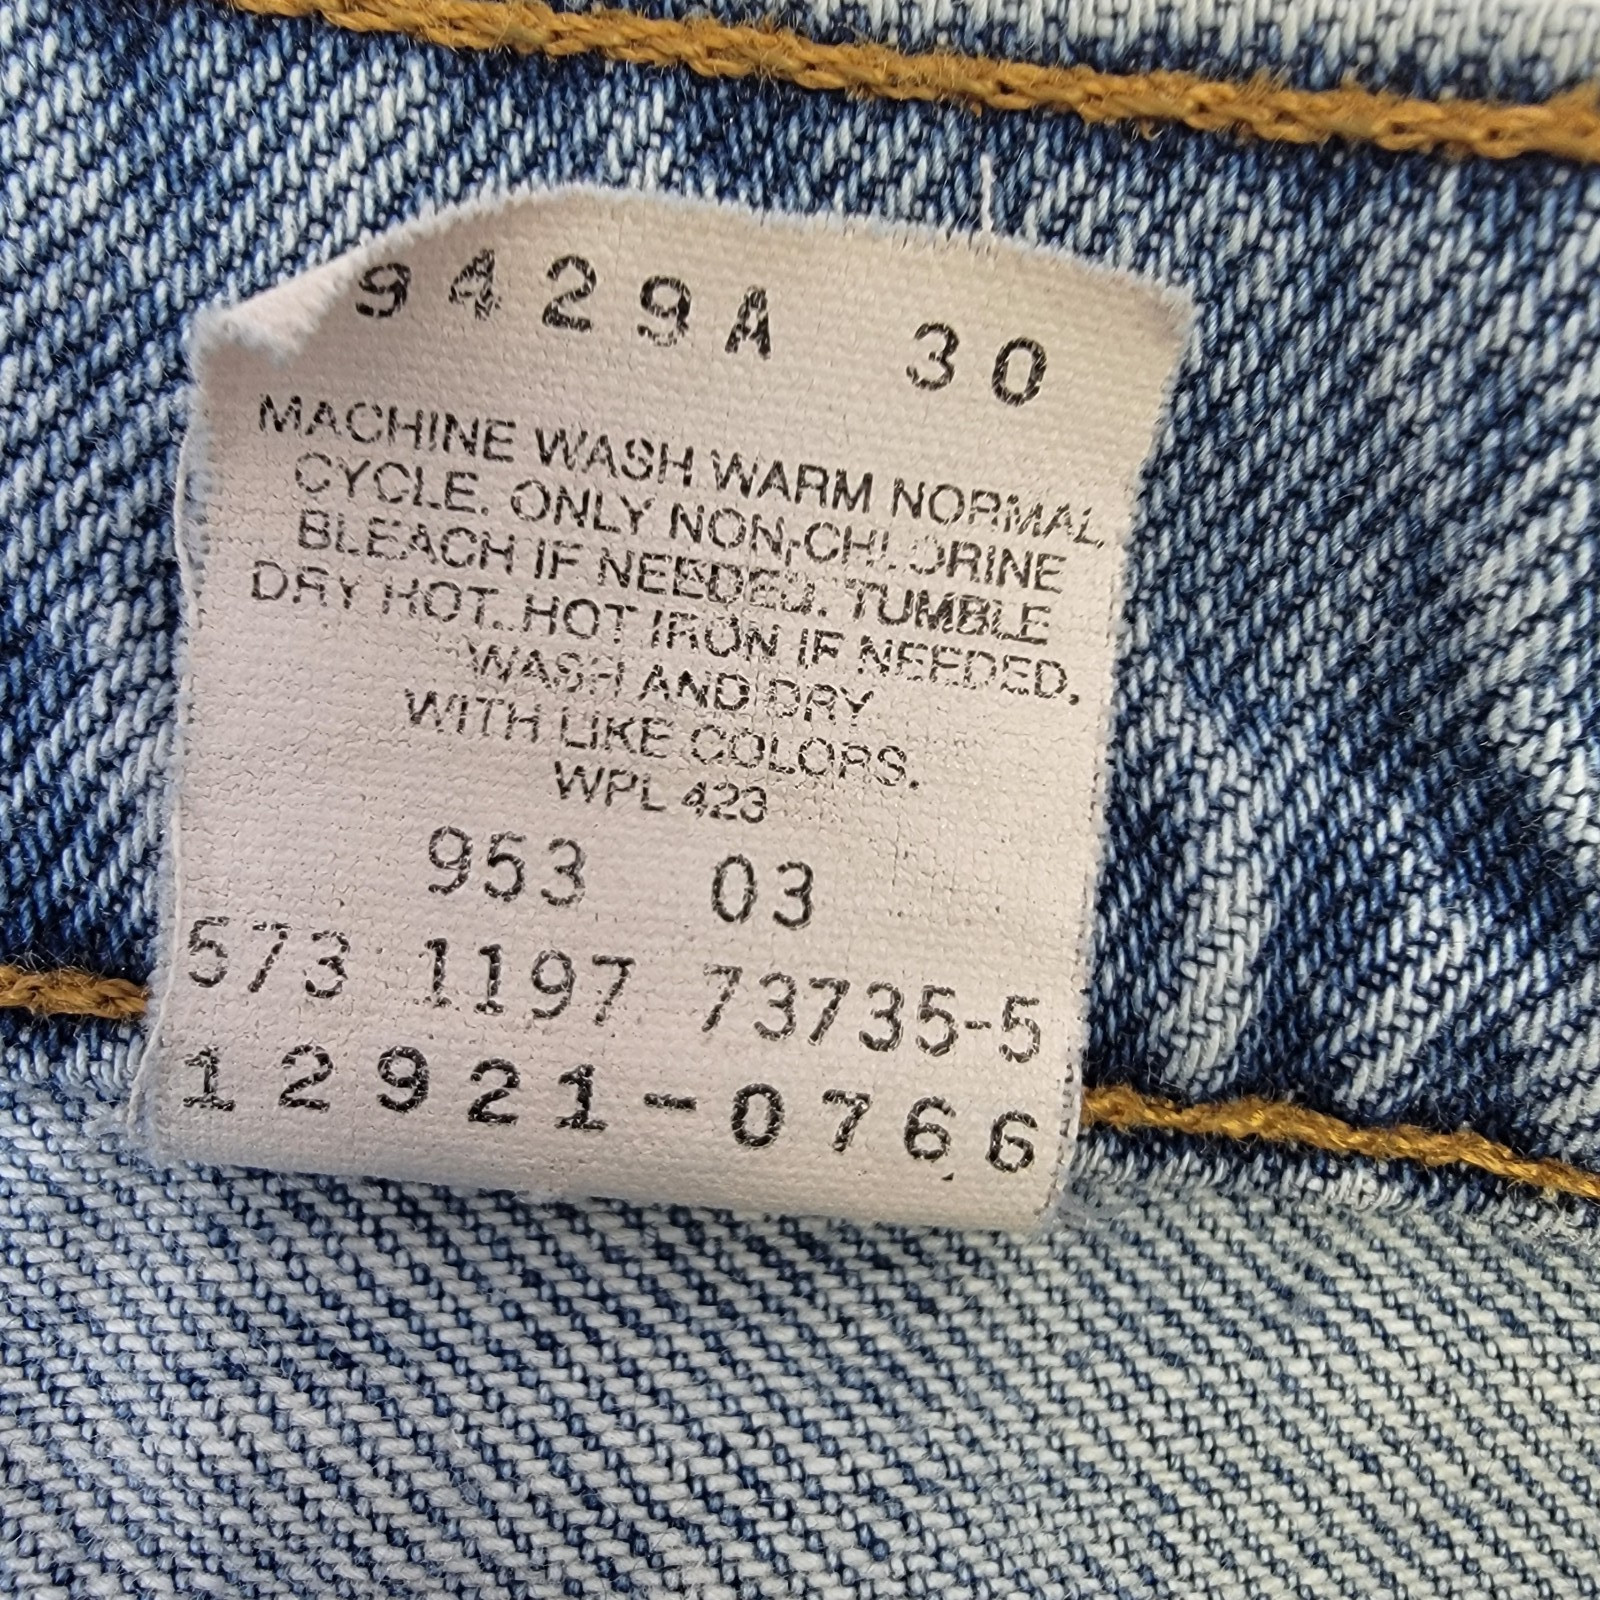 9429A 30
MACHINE WASH WARM NORMAL
CYCLE. ONLY NON-CHLORINE
BLEACH IF NEEDED. TUMBLE
DRY HOT. HOT IRON IF NEEDED.
WASH AND DRY
WITH LIKE COLORS.
WPL 423
953 03
573 1197 73735-5
12921-0766